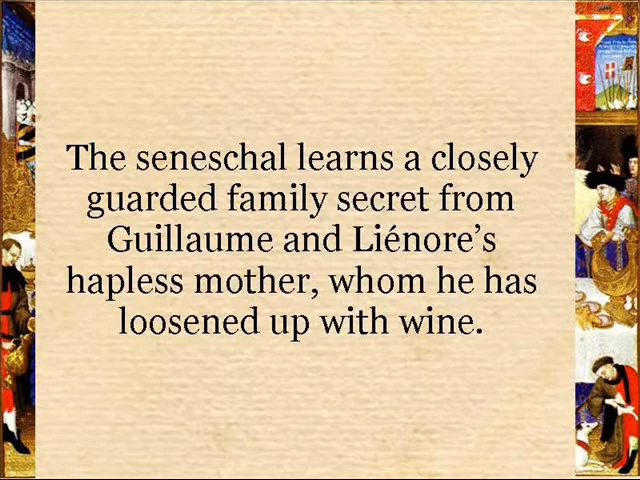 The seneschal learns a closely
guarded family secret from
Guillaume and Liénore’s
hapless mother, whom he has
loosened up with wine.